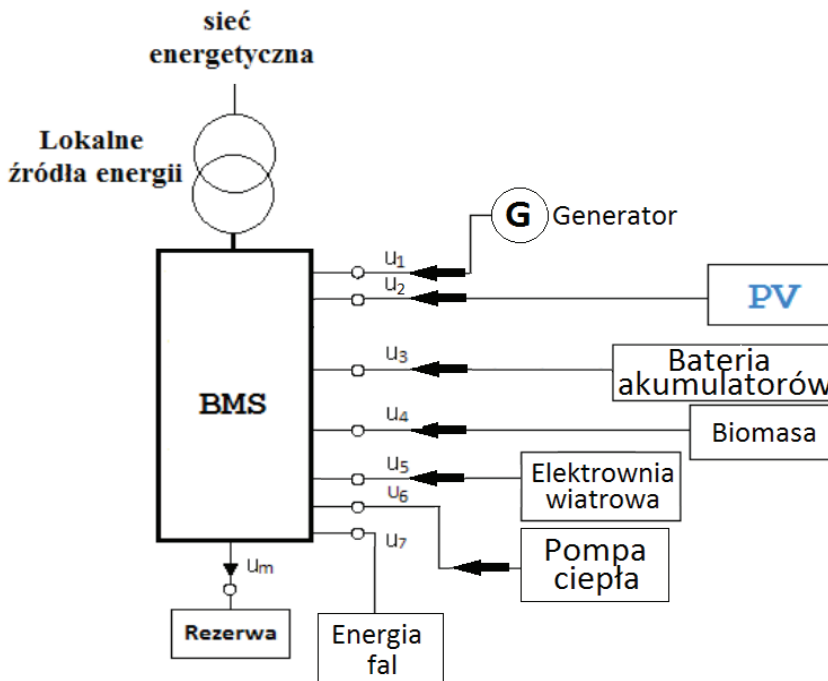 sieć
energetyczna
Lokalne
źródła energii
G
Generator
u1
u2
PV
u3
Bateria
akumulatorów
BMS
u4
Biomasa
u5
Elektrownia
wiatrowa
u6
u7
Pompa
ciepła
um
Rezerwa
Energia
fal